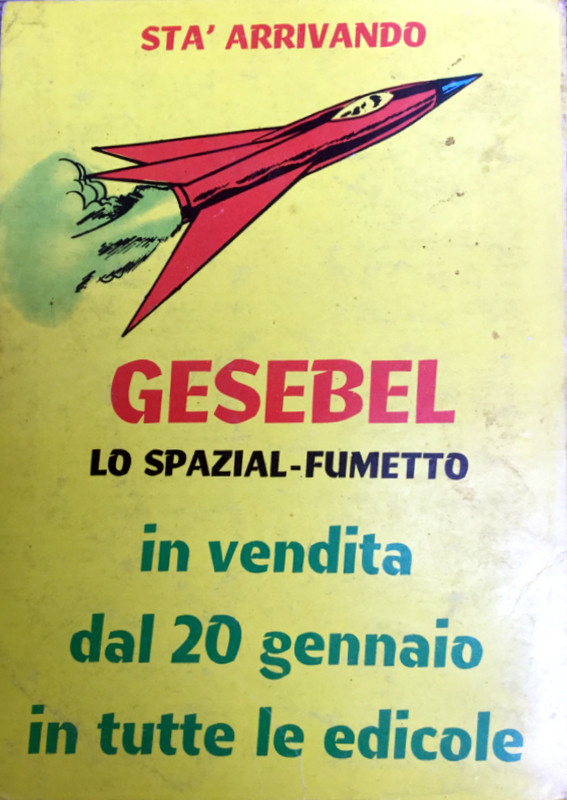 STA' ARRIVANDO
GESEBEL
LO SPAZIAL-FUMETTO
in vendita
dal 20 gennaio
in tutte le edicole